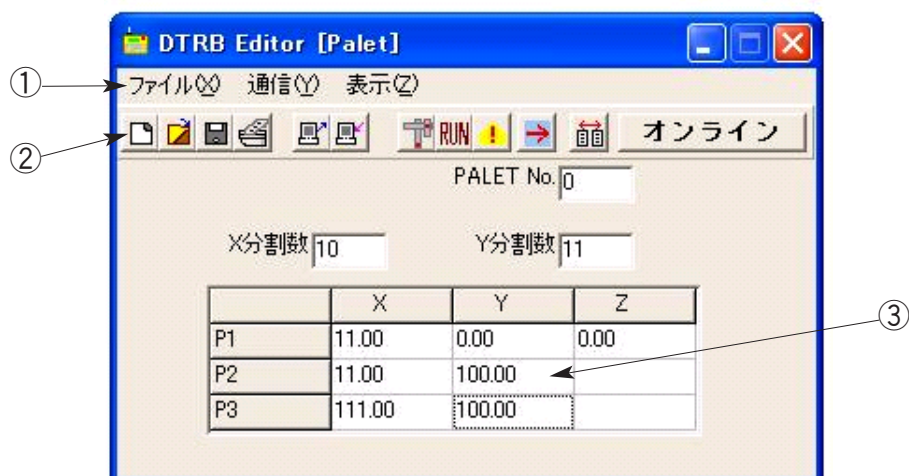 DTRB Editor [Palet]
① ファイル(X) 通信(Y) 表示(Z)
② RUN オンライン
PALET No. 0
X分割数 10 Y分割数 11
X Y Z
③
P1 11.00 0.00 0.00
P2 11.00 100.00
P3 111.00 100.00